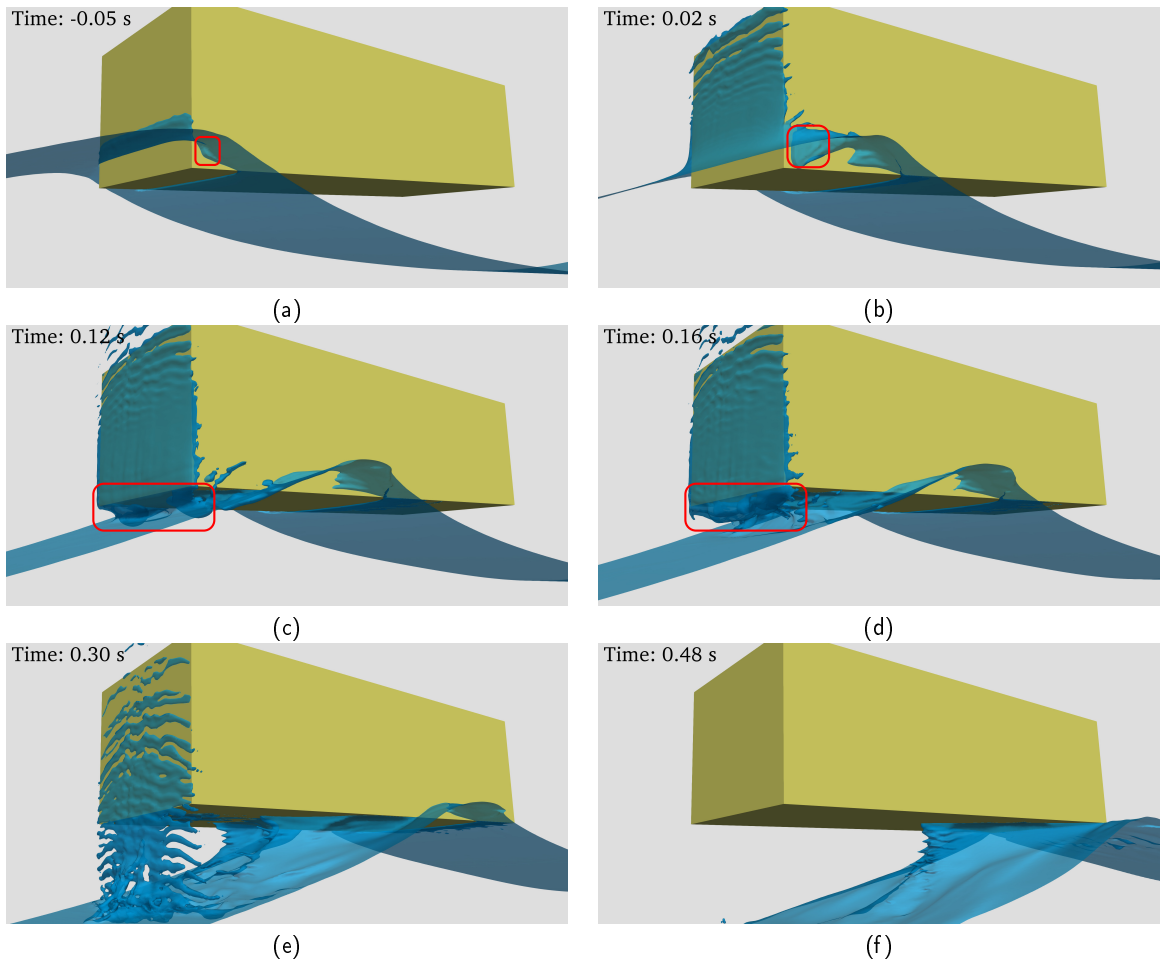 Time: -0.05 s
Time: 0.02 s
(a)
(b)
Time: 0.12 s
Time: 0.16 s
(c)
(d)
Time: 0.30 s
Time: 0.48 s
(e)
(f)